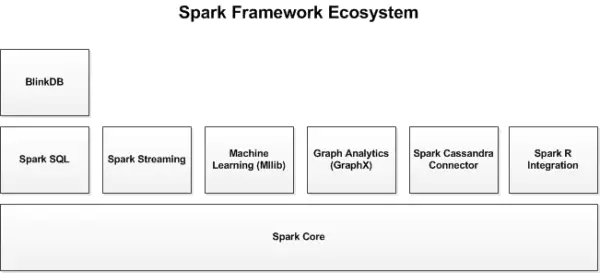 Spark Framework Ecosystem
BlinkDB
Spark SQL
Spark Streaming
Machine
Learning (Mllib)
Graph Analytics
(GraphX)
Spark Cassandra
Connector
Spark R
Integration
Spark Core